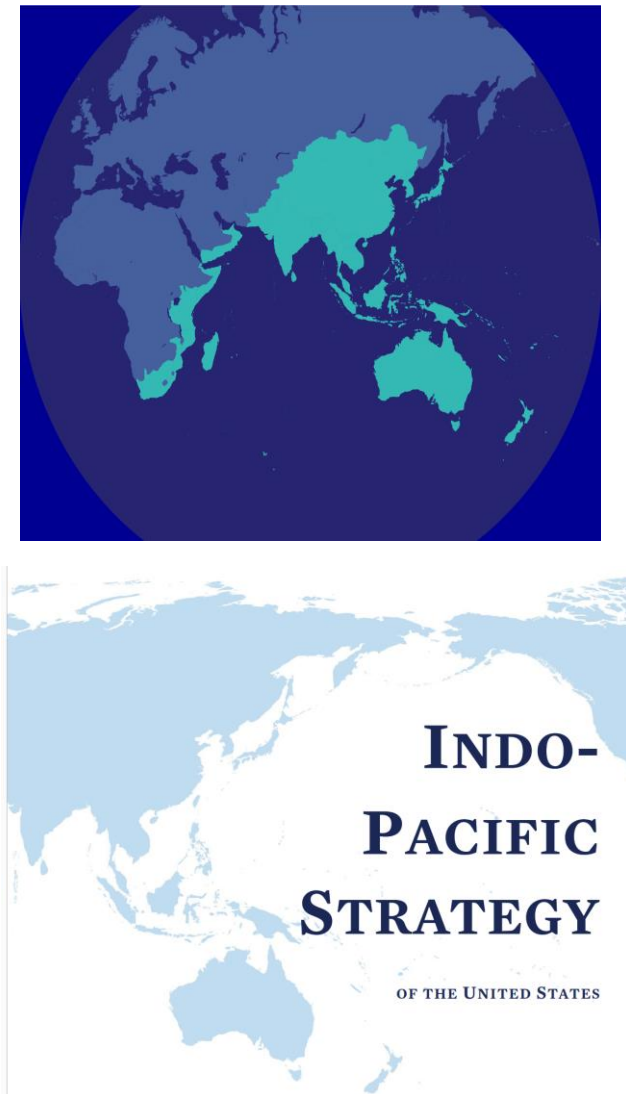 INDO-
PACIFIC
STRATEGY
OF THE UNITED STATES